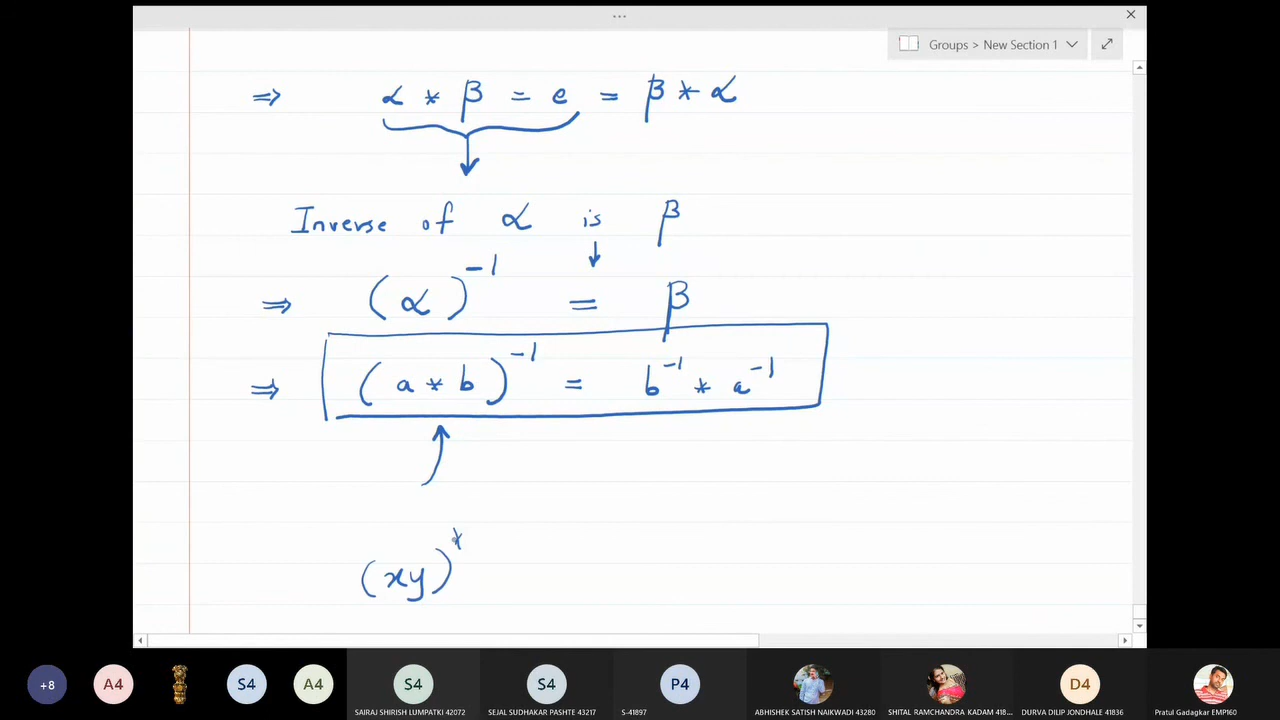 Groups > New Section 1
⇒ α * β = e = β * α
Inverse of α is β
⇒ (α)⁻¹ = β
⇒ (a * b)⁻¹ = b⁻¹ * a⁻¹
(xy)*
+8 A4 S4 A4 S4 S4 P4 D4
SAIRAJ SHIRISH LUMPATKI 42072 SEJAL SUDHAKAR PASHTE 43217 S-41897 ABHISHEK SATISH NAIKWADI 43280 SHITAL RAMCHANDRA KADAM 418... DURVA DILIP JONDHALE 41836 Pratul Gadagkar EMP160